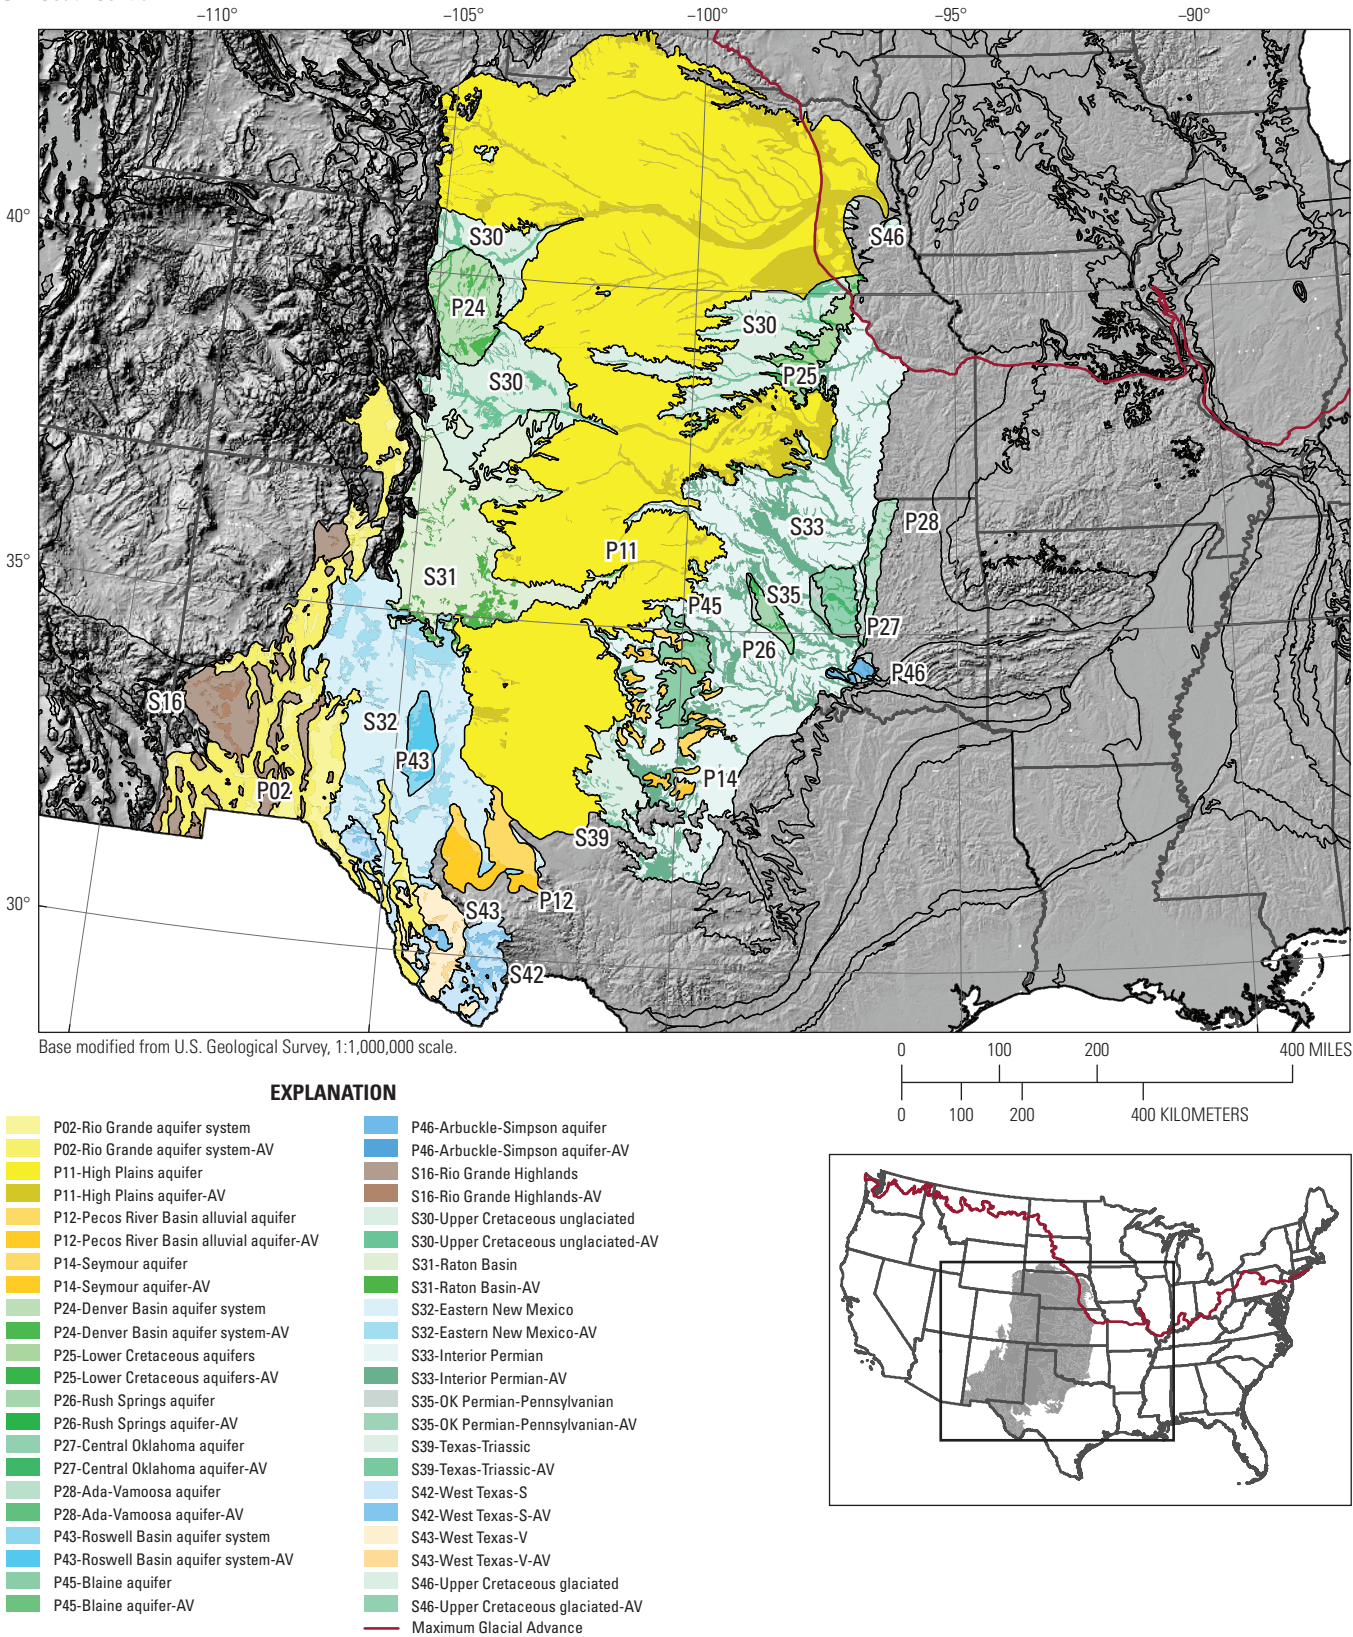 −110°
−105°
−100°
−95°
−90°
40°
35°
30°
S30
S46
P24
S30
S30
P25
P28
S33
P11
S31
S35
P45
P27
P26
P46
S16
S32
P43
P14
P02
S39
P12
S43
S42
Base modified from U.S. Geological Survey, 1:1,000,000 scale.
0 100 200 400 MILES
0 100 200 400 KILOMETERS
EXPLANATION
P02-Rio Grande aquifer system
P02-Rio Grande aquifer system-AV
P11-High Plains aquifer
P11-High Plains aquifer-AV
P12-Pecos River Basin alluvial aquifer
P12-Pecos River Basin alluvial aquifer-AV
P14-Seymour aquifer
P14-Seymour aquifer-AV
P24-Denver Basin aquifer system
P24-Denver Basin aquifer system-AV
P25-Lower Cretaceous aquifers
P25-Lower Cretaceous aquifers-AV
P26-Rush Springs aquifer
P26-Rush Springs aquifer-AV
P27-Central Oklahoma aquifer
P27-Central Oklahoma aquifer-AV
P28-Ada-Vamoosa aquifer
P28-Ada-Vamoosa aquifer-AV
P43-Roswell Basin aquifer system
P43-Roswell Basin aquifer system-AV
P45-Blaine aquifer
P45-Blaine aquifer-AV
P46-Arbuckle-Simpson aquifer
P46-Arbuckle-Simpson aquifer-AV
S16-Rio Grande Highlands
S16-Rio Grande Highlands-AV
S30-Upper Cretaceous unglaciated
S30-Upper Cretaceous unglaciated-AV
S31-Raton Basin
S31-Raton Basin-AV
S32-Eastern New Mexico
S32-Eastern New Mexico-AV
S33-Interior Permian
S33-Interior Permian-AV
S35-OK Permian-Pennsylvanian
S35-OK Permian-Pennsylvanian-AV
S39-Texas-Triassic
S39-Texas-Triassic-AV
S42-West Texas-S
S42-West Texas-S-AV
S43-West Texas-V
S43-West Texas-V-AV
S46-Upper Cretaceous glaciated
S46-Upper Cretaceous glaciated-AV
Maximum Glacial Advance